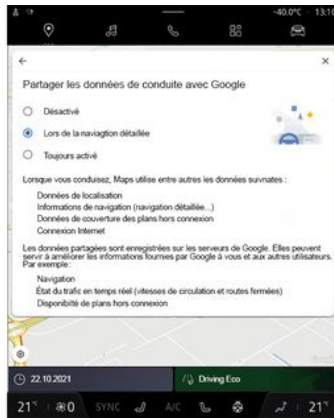 -40.0°C 13:10
Partager les données de conduite avec Google
Désactivé
Lors de la naviagtion détaillée
Toujours activé
Lorsque vous conduisez, Maps utilise entre autres les données suivnates :
Données de localisation
Informations de navigation (navigation détaillée...)
Données de couverture des plans hors connexion
Connexion Internet
Les données partagées sont enregistrées sur les serveurs de Google. Elles peuvent
servir à améliorer les informations fournies par Google à vous et aux autres utilisateurs.
Par exemple:
Navigation
État du trafic en temps réel (vitesses de circulation et routes fermées)
Disponibilté de plans hors connexion
22.10.2021 Driving Eco
21°C 0 SYNC A/C 21°C